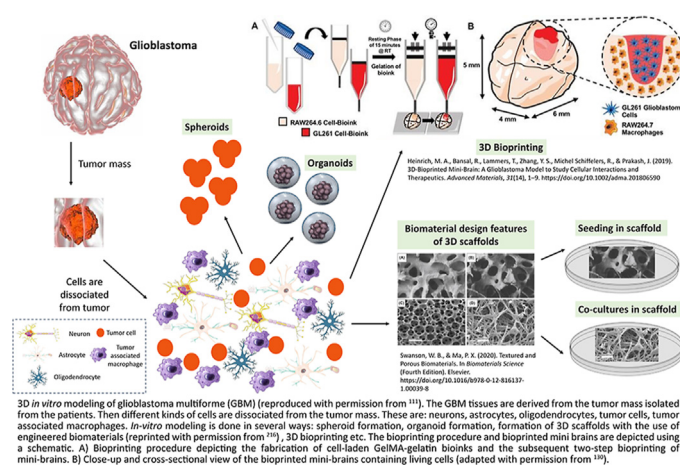 Glioblastoma
Tumor mass
Cells are
dissociated
from tumor
Neuron
Tumor cell
Astrocyte
Tumor
associated
macrophage
Oligodendrocyte
Spheroids
Organoids
A
Resting Phase
of 15 minutes
@ RT
Gelation of
bioink
RAW264.6 Cell-Bioink
GL261 Cell-Bioink
B
5 mm
4 mm
6 mm
GL261 Glioblastoma
Cells
RAW264.7
Macrophages
3D Bioprinting
Heinrich, M. A., Bansal, R., Lammers, T., Zhang, Y. S., Michel Schiffelers, R., & Prakash, J. (2019).
3D-Bioprinted Mini-Brain: A Glioblastoma Model to Study Cellular Interactions and
Therapeutics. Advanced Materials, 31(14), 1–9. https://doi.org/10.1002/adma.201806590
Biomaterial design features
of 3D scaffolds
(A)
(B)
(C)
(D)
Swanson, W. B., & Ma, P. X. (2020). Textured and
Porous Biomaterials. In Biomaterials Science
(Fourth Edition). Elsevier.
https://doi.org/10.1016/b978-0-12-816137-
1.00039-8
Seeding in scaffold
Co-cultures in scaffold
3D in vitro modeling of glioblastoma multiforme (GBM) (reproduced with permission from 111). The GBM tissues are derived from the tumor mass isolated
from the patients. Then different kinds of cells are dissociated from the tumor mass. These are: neurons, astrocytes, oligodendrocytes, tumor cells, tumor
associated macrophages. In-vitro modeling is done in several ways: spheroid formation, organoid formation, formation of 3D scaffolds with the use of
engineered biomaterials (reprinted with permission from 216) , 3D bioprinting etc. The bioprinting procedure and bioprinted mini brains are depicted using
a schematic. A) Bioprinting procedure depicting the fabrication of cell-laden GelMA-gelatin bioinks and the subsequent two-step bioprinting of
mini-brains. B) Close-up and cross-sectional view of the bioprinted mini-brains containing living cells (adapted with permission from 130).